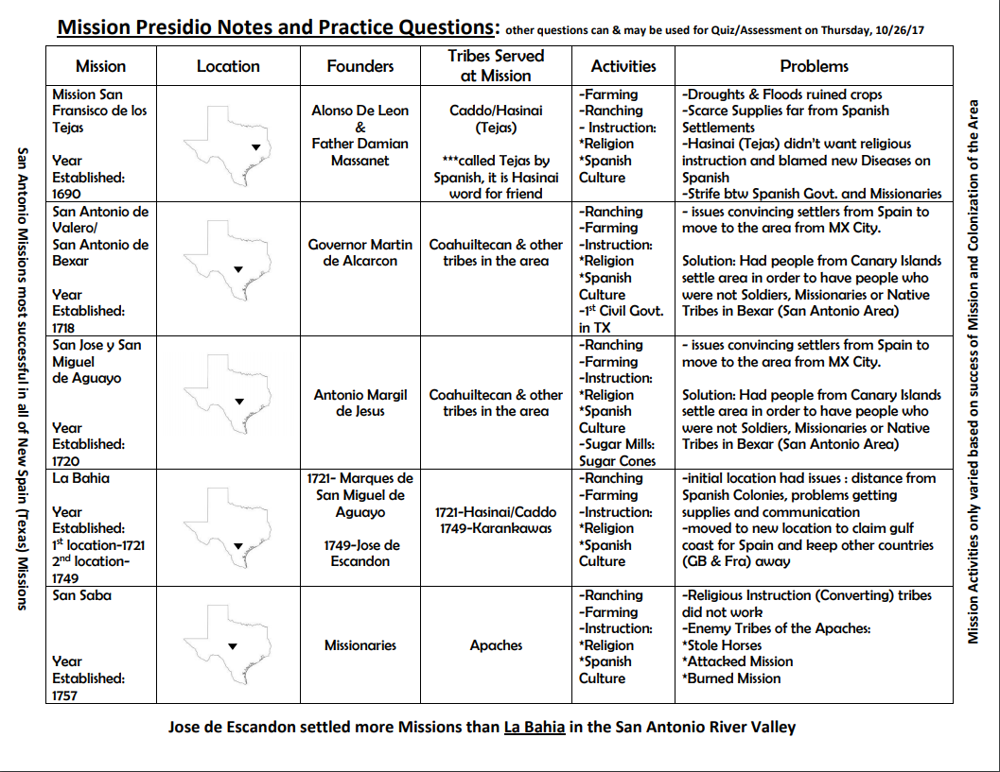 Mission Presidio Notes and Practice Questions: other questions can & may be used for Quiz/Assessment on Thursday, 10/26/17
Mission
Location
Founders
Tribes Served
at Mission
Activities
Problems
Mission San
Fransisco de los
Tejas
Year
Established:
1690
Alonso De Leon
&
Father Damian
Massanet
Caddo/Hasinai
(Tejas)
***called Tejas by
Spanish, it is Hasinai
word for friend
-Farming
-Ranching
- Instruction:
*Religion
*Spanish
Culture
-Droughts & Floods ruined crops
-Scarce Supplies far from Spanish
Settlements
-Hasinai (Tejas) didn't want religious
instruction and blamed new Diseases on
Spanish
-Strife btw Spanish Govt. and Missionaries
San Antonio de
Valero/
San Antonio de
Bexar
Year
Established:
1718
Governor Martin
de Alcarcon
Coahuiltecan & other
tribes in the area
-Ranching
-Farming
-Instruction:
*Religion
*Spanish
Culture
-1st Civil Govt.
in TX
- issues convincing settlers from Spain to
move to the area from MX City.
Solution: Had people from Canary Islands
settle area in order to have people who
were not Soldiers, Missionaries or Native
Tribes in Bexar (San Antonio Area)
San Jose y San
Miguel
de Aguayo
Year
Established:
1720
Antonio Margil
de Jesus
Coahuiltecan & other
tribes in the area
-Ranching
-Farming
-Instruction:
*Religion
*Spanish
Culture
-Sugar Mills:
Sugar Cones
- issues convincing settlers from Spain to
move to the area from MX City.
Solution: Had people from Canary Islands
settle area in order to have people who
were not Soldiers, Missionaries or Native
Tribes in Bexar (San Antonio Area)
La Bahia
Year
Established:
1st location-1721
2nd location-
1749
1721- Marques de
San Miguel de
Aguayo
1749-Jose de
Escandon
1721-Hasinai/Caddo
1749-Karankawas
-Ranching
-Farming
-Instruction:
*Religion
*Spanish
Culture
-initial location had issues : distance from
Spanish Colonies, problems getting
supplies and communication
-moved to new location to claim gulf
coast for Spain and keep other countries
(GB & Fra) away
San Saba
Year
Established:
1757
Missionaries
Apaches
-Ranching
-Farming
-Instruction:
*Religion
*Spanish
Culture
-Religious Instruction (Converting) tribes
did not work
-Enemy Tribes of the Apaches:
*Stole Horses
*Attacked Mission
*Burned Mission
Jose de Escandon settled more Missions than La Bahia in the San Antonio River Valley
San Antonio Missions most successful in all of New Spain (Texas) Missions
Mission Activities only varied based on success of Mission and Colonization of the Area